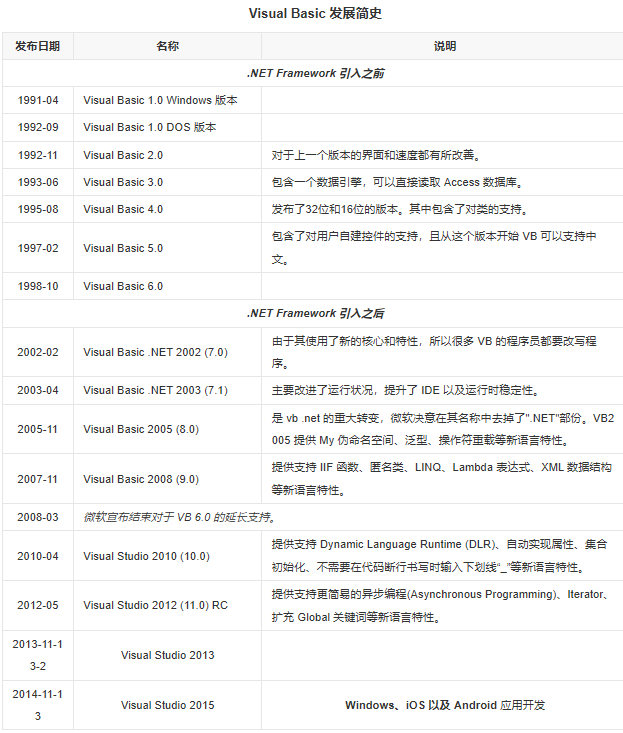 Visual Basic 发展简史
发布日期 名称 说明
.NET Framework 引入之前
1991-04 Visual Basic 1.0 Windows 版本
1992-09 Visual Basic 1.0 DOS 版本
1992-11 Visual Basic 2.0 对于上一个版本的界面和速度都有所改善。
1993-06 Visual Basic 3.0 包含一个数据引擎，可以直接读取 Access 数据库。
1995-08 Visual Basic 4.0 发布了32位和16位的版本。其中包含了对类的支持。
1997-02 Visual Basic 5.0 包含了对用户自建控件的支持，且从这个版本开始 VB 可以支持中
文。
1998-10 Visual Basic 6.0
.NET Framework 引入之后
2002-02 Visual Basic .NET 2002 (7.0) 由于其使用了新的核心和特性，所以很多 VB 的程序员都要改写程
序。
2003-04 Visual Basic .NET 2003 (7.1) 主要改进了运行状况，提升了 IDE 以及运行时稳定性。
2005-11 Visual Basic 2005 (8.0) 是 vb .net 的重大转变，微软决意在其名称中去掉了".NET"部份。VB2
005 提供 My 伪命名空间、泛型、操作符重载等新语言特性。
2007-11 Visual Basic 2008 (9.0) 提供支持 IIF 函数、匿名类、LINQ、Lambda 表达式、XML 数据结构
等新语言特性。
2008-03 微软宣布结束对于 VB 6.0 的延长支持。
2010-04 Visual Studio 2010 (10.0) 提供支持 Dynamic Language Runtime (DLR)、自动实现属性、集合
初始化、不需要在代码断行书写时输入下划线“_”等新语言特性。
2012-05 Visual Studio 2012 (11.0) RC 提供支持更简易的异步编程(Asynchronous Programming)、Iterator、
扩充 Global 关键词等新语言特性。
2013-11-1
3-2
Visual Studio 2013
2014-11-1
3
Visual Studio 2015 Windows、iOS 以及 Android 应用开发